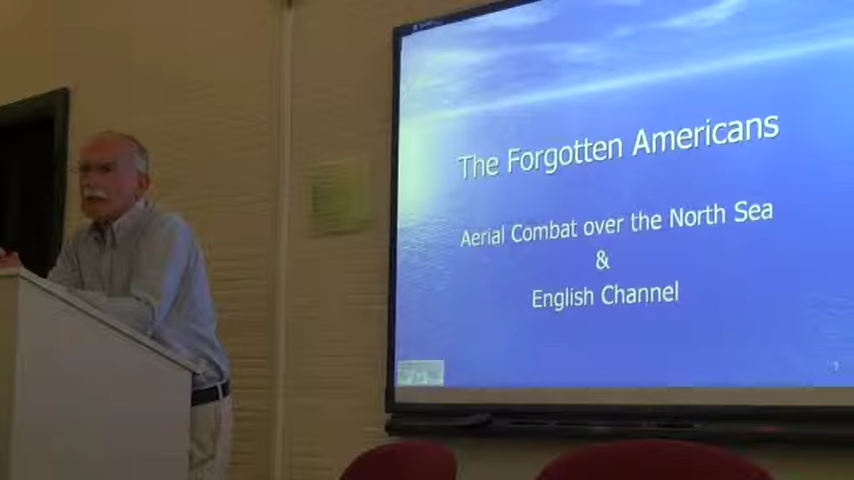 The Forgotten Americans
Aerial Combat over the North Sea
&
English Channel